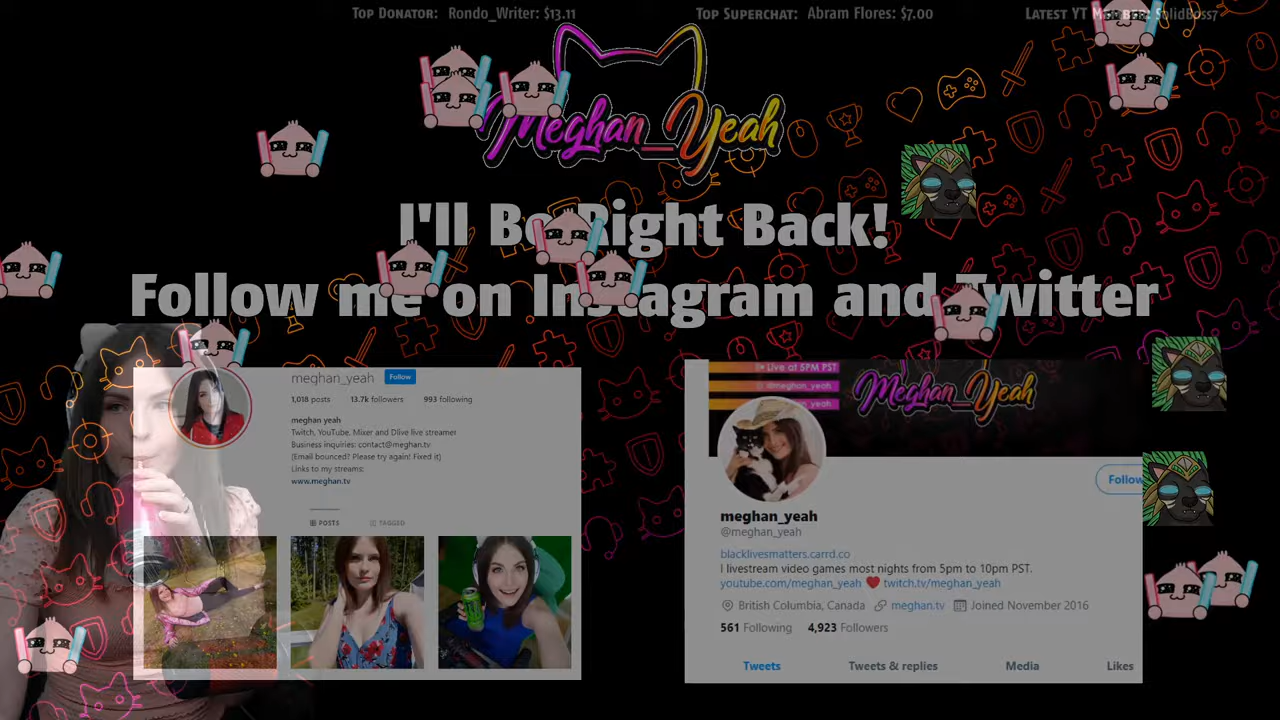 Top Donator: Rondo_Writer: $13.11
Top Superchat: Abram Flores: $7.00
Latest YT Member: SolidBoss7
Meghan_Yeah
I'll Be Right Back!
Follow me on Instagram and Twitter
meghan_yeah Follow
1,018 posts 13.7k followers 993 following
meghan yeah
Twitch, YouTube, Mixer and Dlive live streamer
Business inquiries: contact@meghan.tv
(Email bounced? Please try again! Fixed it)
Links to my streams:
www.meghan.tv
POSTS TAGGED
Live at 5PM PST
@meghan_yeah
_yeah
Meghan_Yeah
Follow
meghan_yeah
@meghan_yeah
blacklivesmatters.carrd.co
I livestream video games most nights from 5pm to 10pm PST.
youtube.com/meghan_yeah ❤️ twitch.tv/meghan_yeah
British Columbia, Canada meghan.tv Joined November 2016
561 Following 4,923 Followers
Tweets Tweets & replies Media Likes